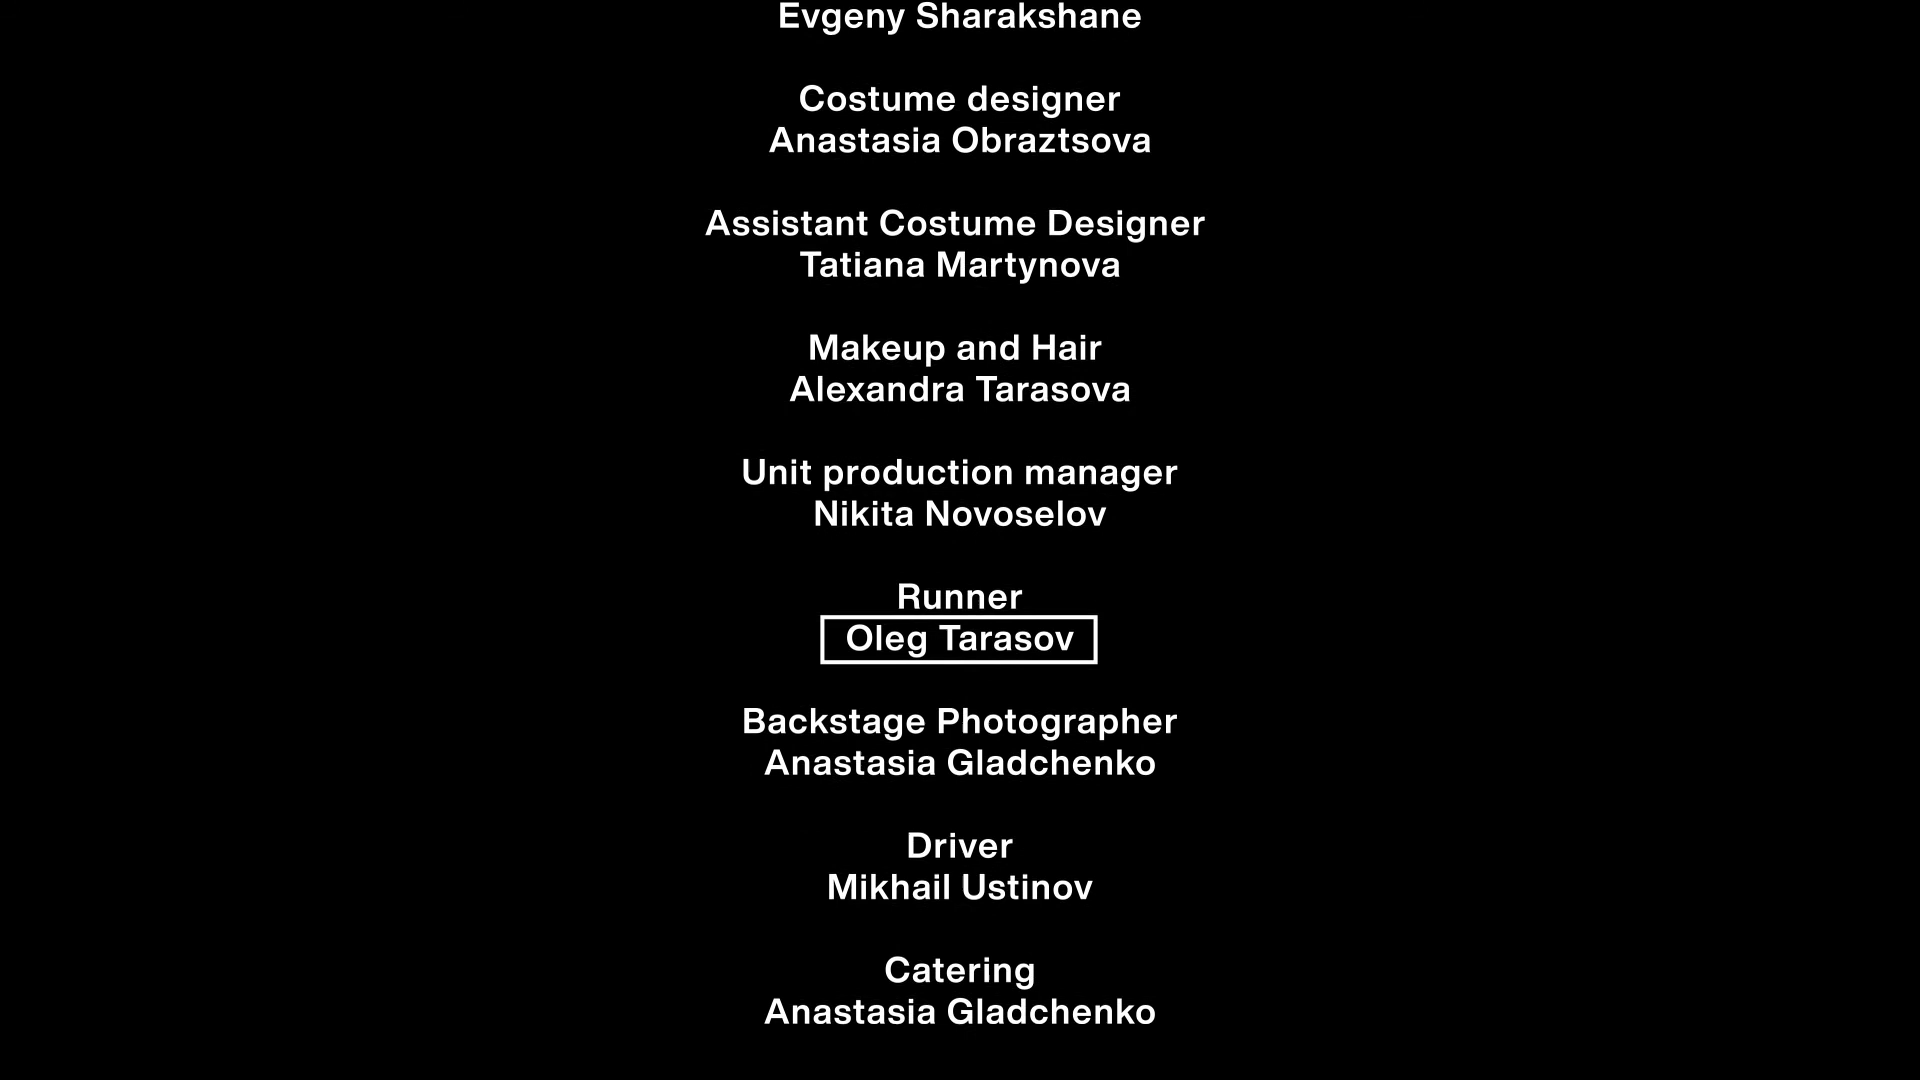 Evgeny Sharakshane
Costume designer
Anastasia Obraztsova
Assistant Costume Designer
Tatiana Martynova
Makeup and Hair
Alexandra Tarasova
Unit production manager
Nikita Novoselov
Runner
Oleg Tarasov
Backstage Photographer
Anastasia Gladchenko
Driver
Mikhail Ustinov
Catering
Anastasia Gladchenko